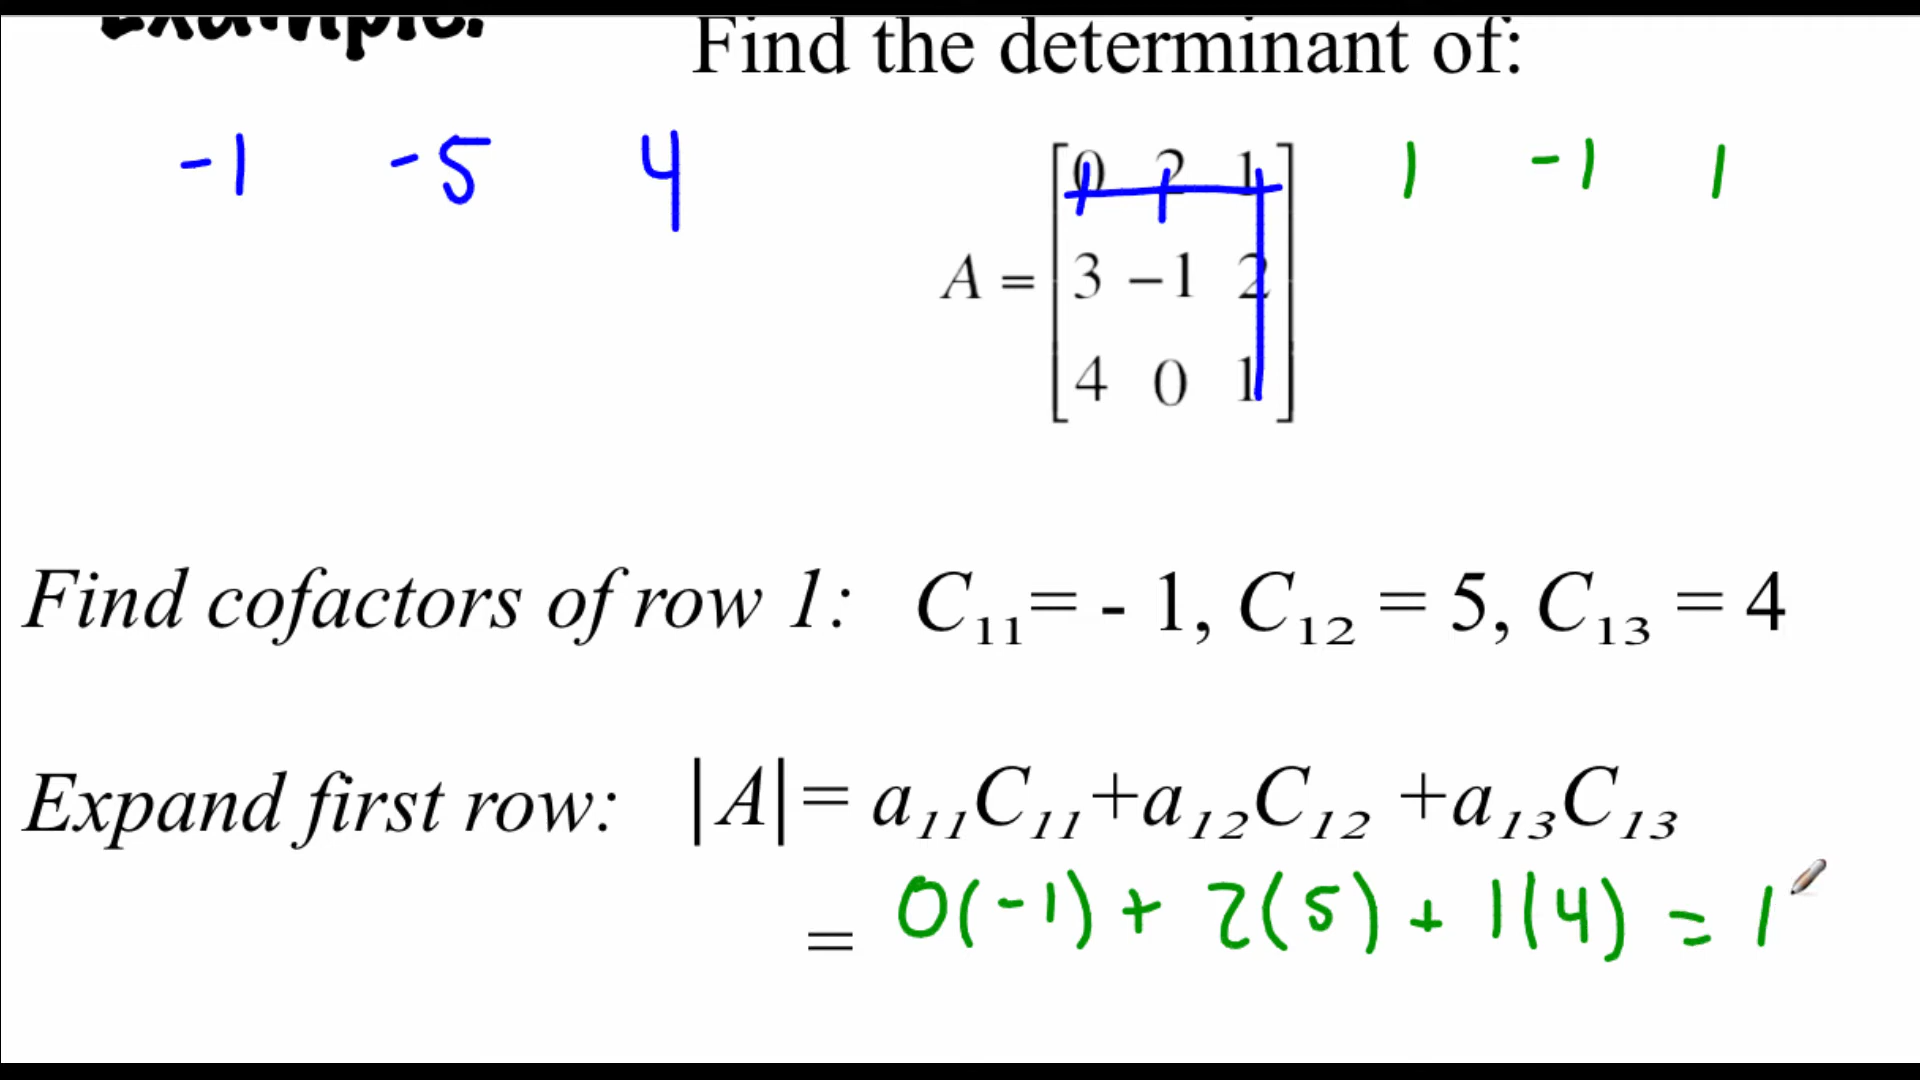 Example:
Find the determinant of:
-1 -5 4
0 2 1
1 -1 1
A = 3 −1 2
4 0 1
Find cofactors of row 1: C₁₁= - 1, C₁₂ = 5, C₁₃ = 4
Expand first row: |A|= a₁₁C₁₁+a₁₂C₁₂ +a₁₃C₁₃
= 0(-1) + 2(5) + 1(4) = 1